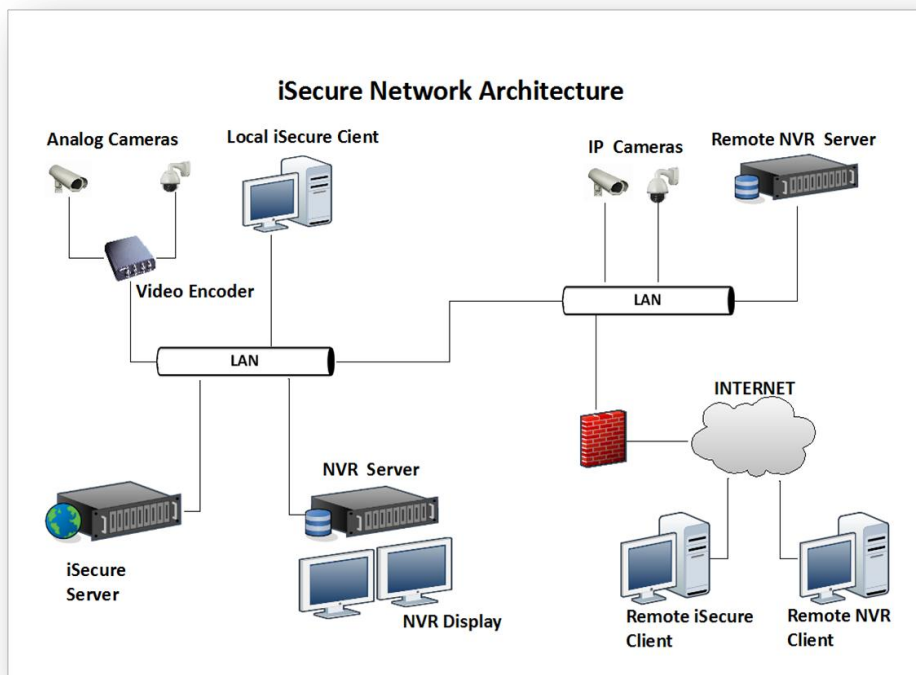 iSecure Network Architecture
Analog Cameras
Local iSecure Cient
IP Cameras
Remote NVR Server
Video Encoder
LAN
LAN
INTERNET
NVR Server
iSecure
Server
NVR Display
Remote iSecure
Client
Remote NVR
Client